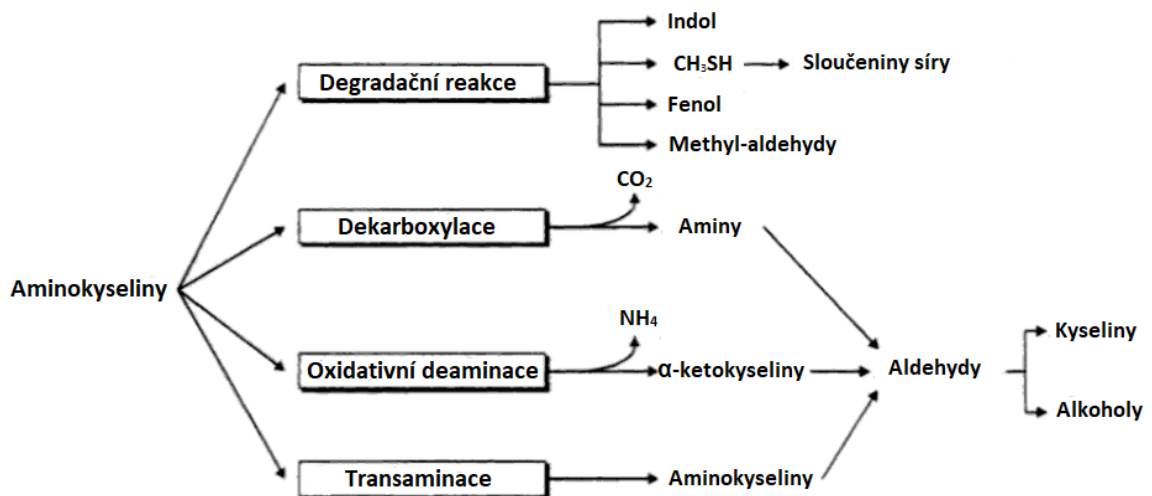 Indol
Degradační reakce
CH₃SH
Sloučeniny síry
Fenol
Methyl-aldehydy
CO₂
Dekarboxylace
Aminy
Aminokyseliny
NH₄
Kyseliny
Oxidativní deaminace
α-ketokyseliny
Aldehydy
Alkoholy
Transaminace
Aminokyseliny